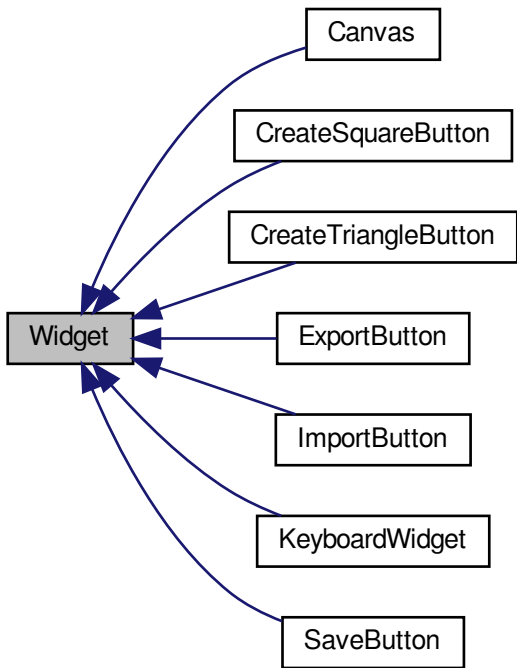 Canvas
CreateSquareButton
CreateTriangleButton
Widget
ExportButton
ImportButton
KeyboardWidget
SaveButton